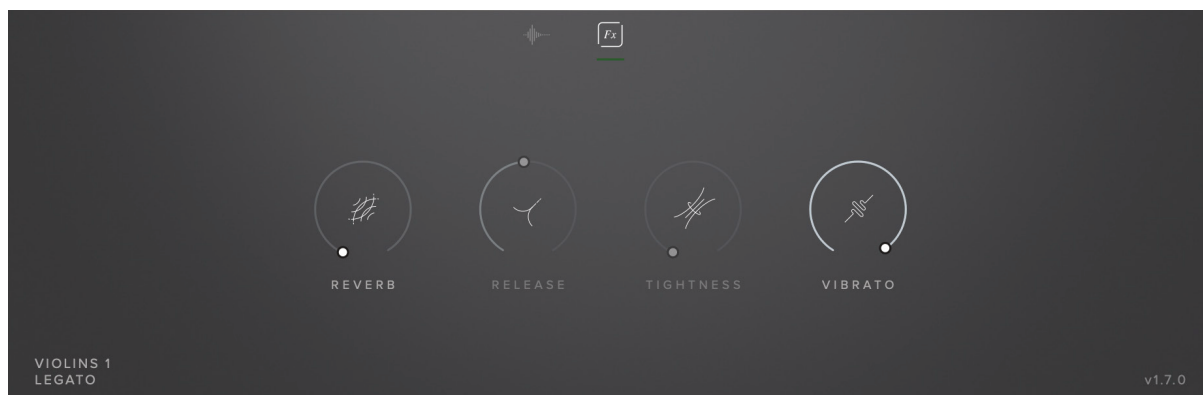 Fx
REVERB
RELEASE
TIGHTNESS
VIBRATO
VIOLINS 1
LEGATO
v1.7.0